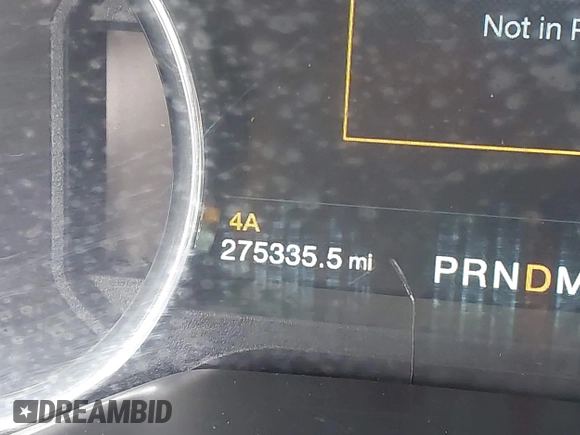 Not in
4A
275335.5 mi
PRNDM
DREAMBID